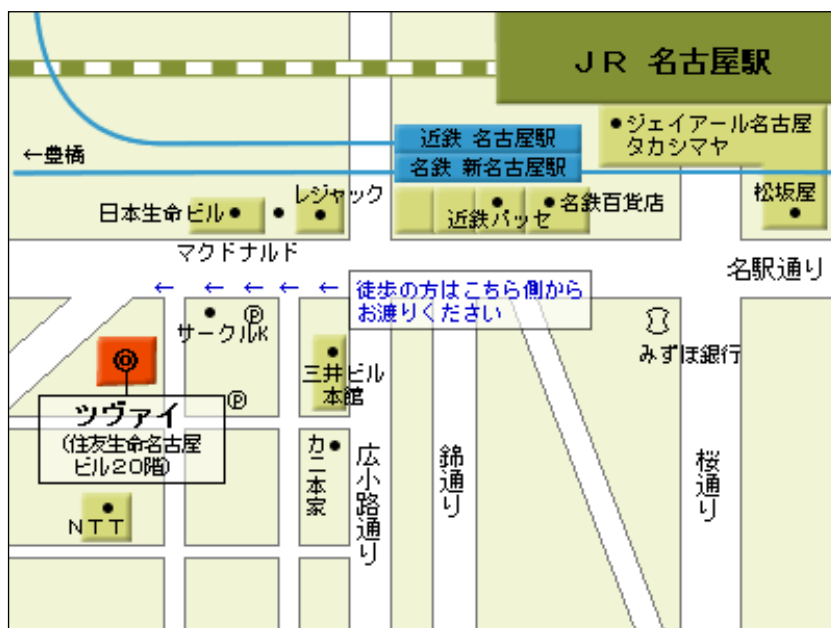 JR 名古屋駅
ジェイアール名古屋
タカシマヤ
近鉄 名古屋駅
←豊橋
名鉄 新名古屋駅
レジャック
日本生命ビル
近鉄パッセ
名鉄百貨店
松坂屋
マクドナルド
名駅通り
← ← ← ← ←
徒歩の方はこちら側から
お渡りください
サークルK
P
みずほ銀行
三井ビル
本館
P
ツヴァイ
(住友生命名古屋
ビル20階)
カニ本家
広小路通り
錦通り
桜通り
NTT